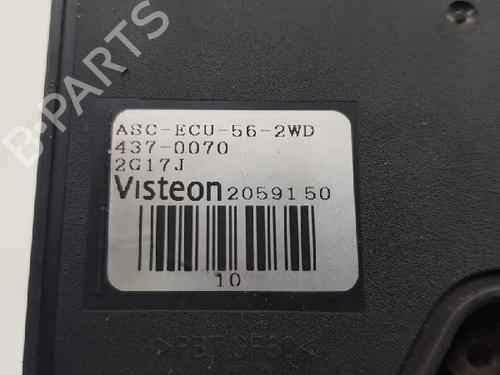 B-PARTS
ASC-ECU-56-2WD
437-0070
2G17J
Visteon 2059150
10